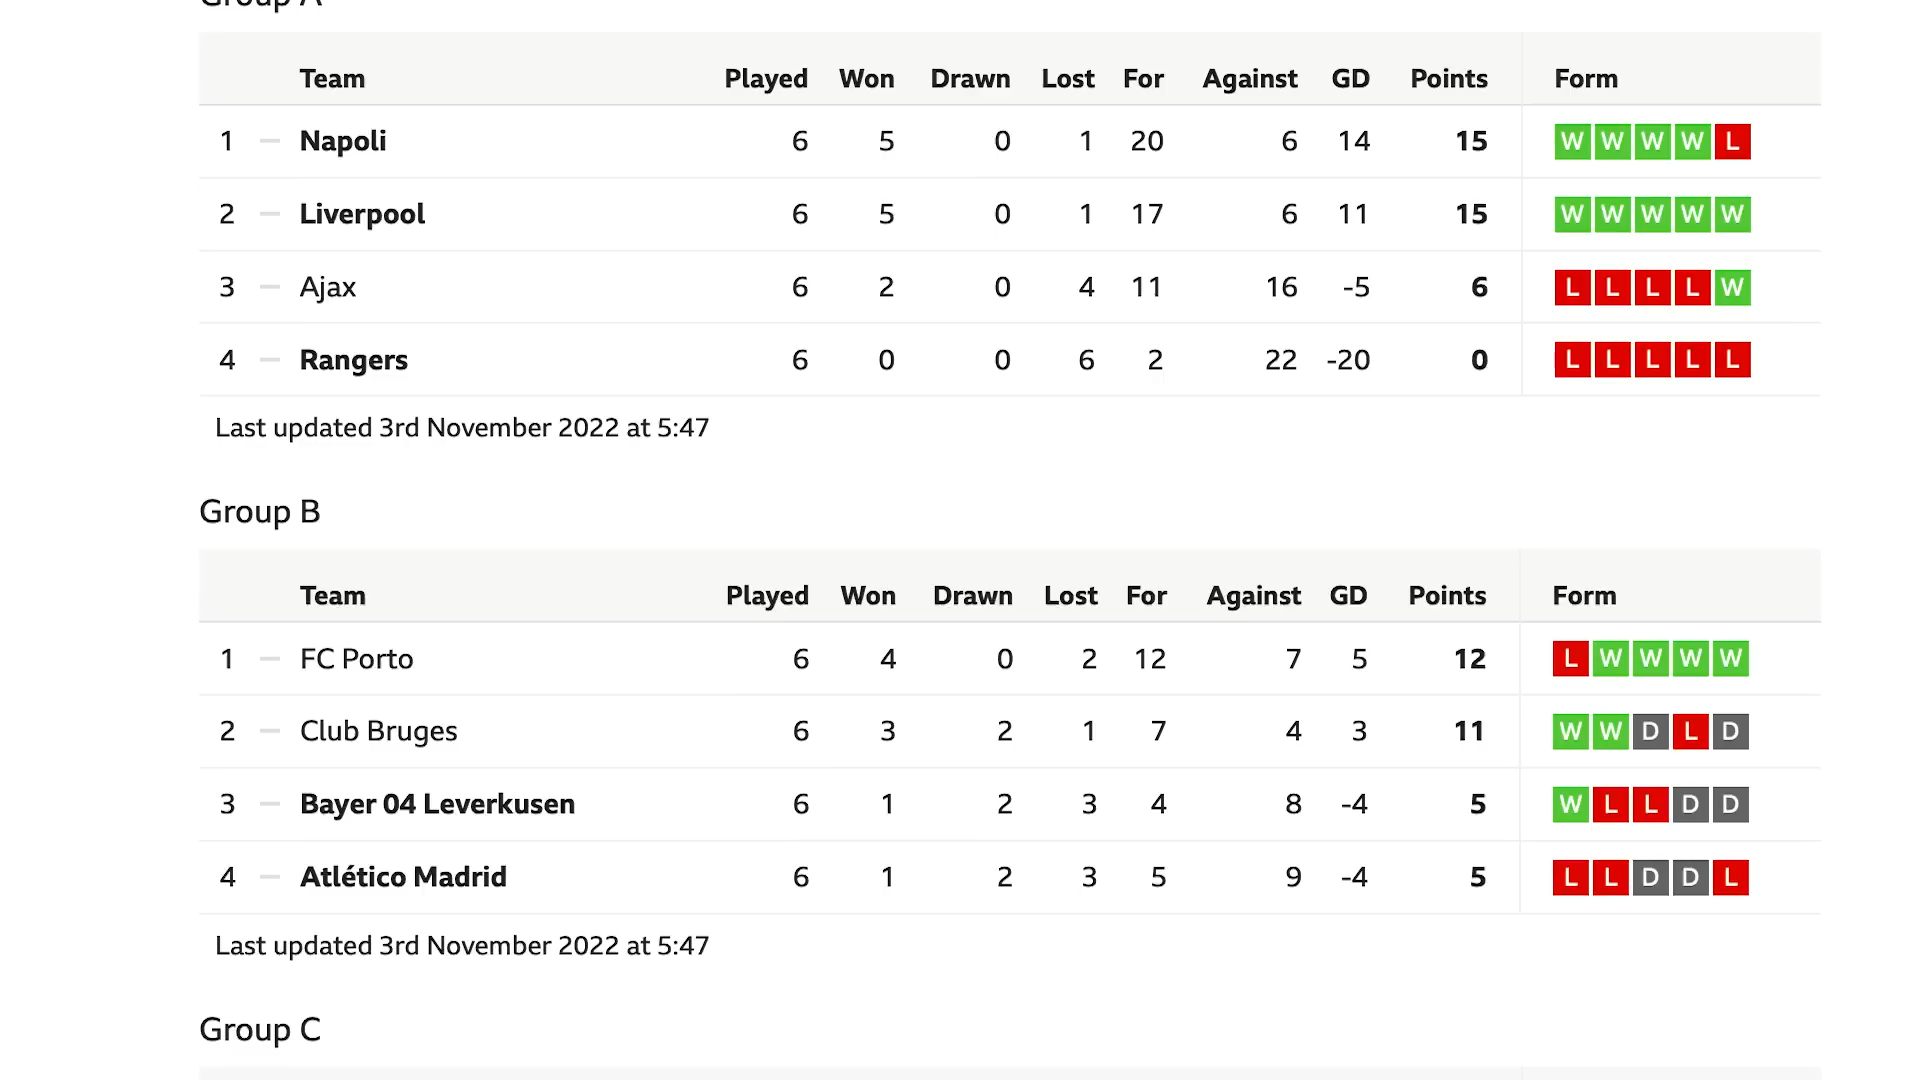 Group A
Team Played Won Drawn Lost For Against GD Points Form
1 Napoli 6 5 0 1 20 6 14 15 W W W W L
2 Liverpool 6 5 0 1 17 6 11 15 W W W W W
3 Ajax 6 2 0 4 11 16 -5 6 L L L L W
4 Rangers 6 0 0 6 2 22 -20 0 L L L L L
Last updated 3rd November 2022 at 5:47
Group B
Team Played Won Drawn Lost For Against GD Points Form
1 FC Porto 6 4 0 2 12 7 5 12 L W W W W
2 Club Bruges 6 3 2 1 7 4 3 11 W W D L D
3 Bayer 04 Leverkusen 6 1 2 3 4 8 -4 5 W L L D D
4 Atlético Madrid 6 1 2 3 5 9 -4 5 L L D D L
Last updated 3rd November 2022 at 5:47
Group C